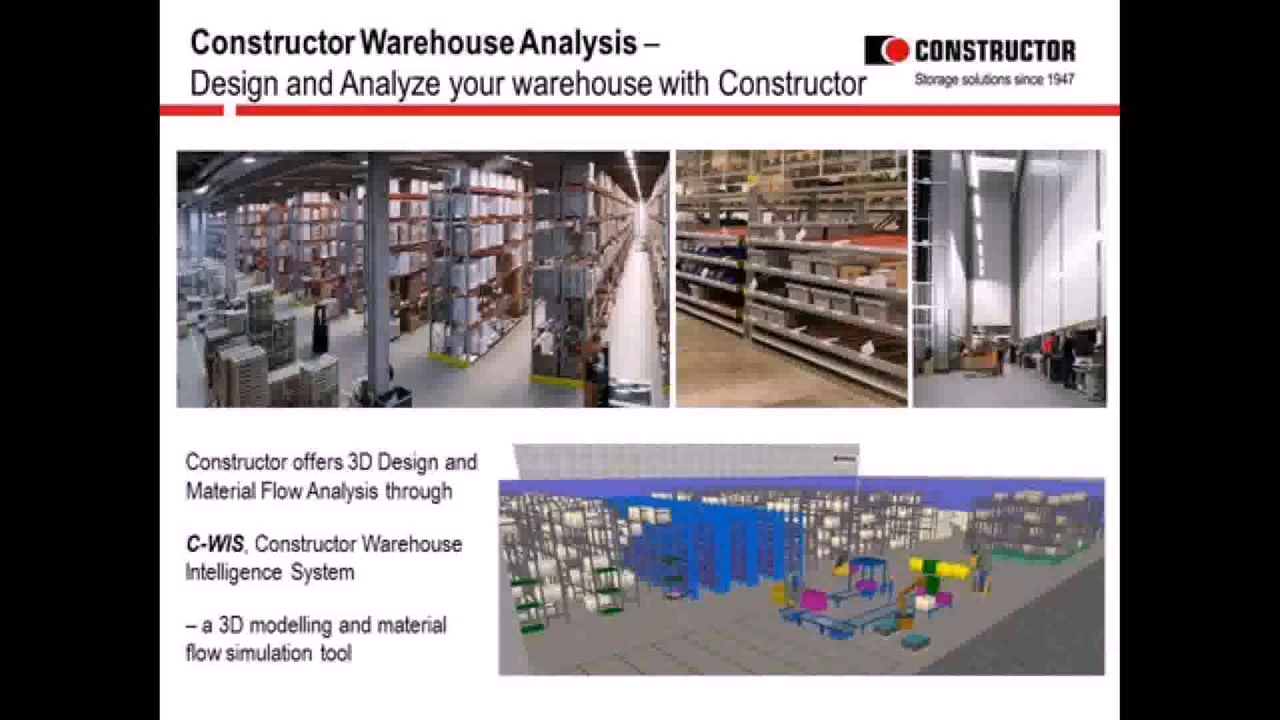 Constructor Warehouse Analysis –
Design and Analyze your warehouse with Constructor
CONSTRUCTOR
Storage solutions since 1947
Constructor offers 3D Design and
Material Flow Analysis through
C-WIS, Constructor Warehouse
Intelligence System
– a 3D modelling and material
flow simulation tool